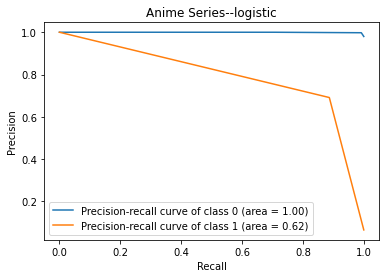 Anime Series--logistic
1.0
0.8
0.6
0.4
0.2
Precision
Precision-recall curve of class 0 (area = 1.00)
Precision-recall curve of class 1 (area = 0.62)
0.0 0.2 0.4 0.6 0.8 1.0
Recall